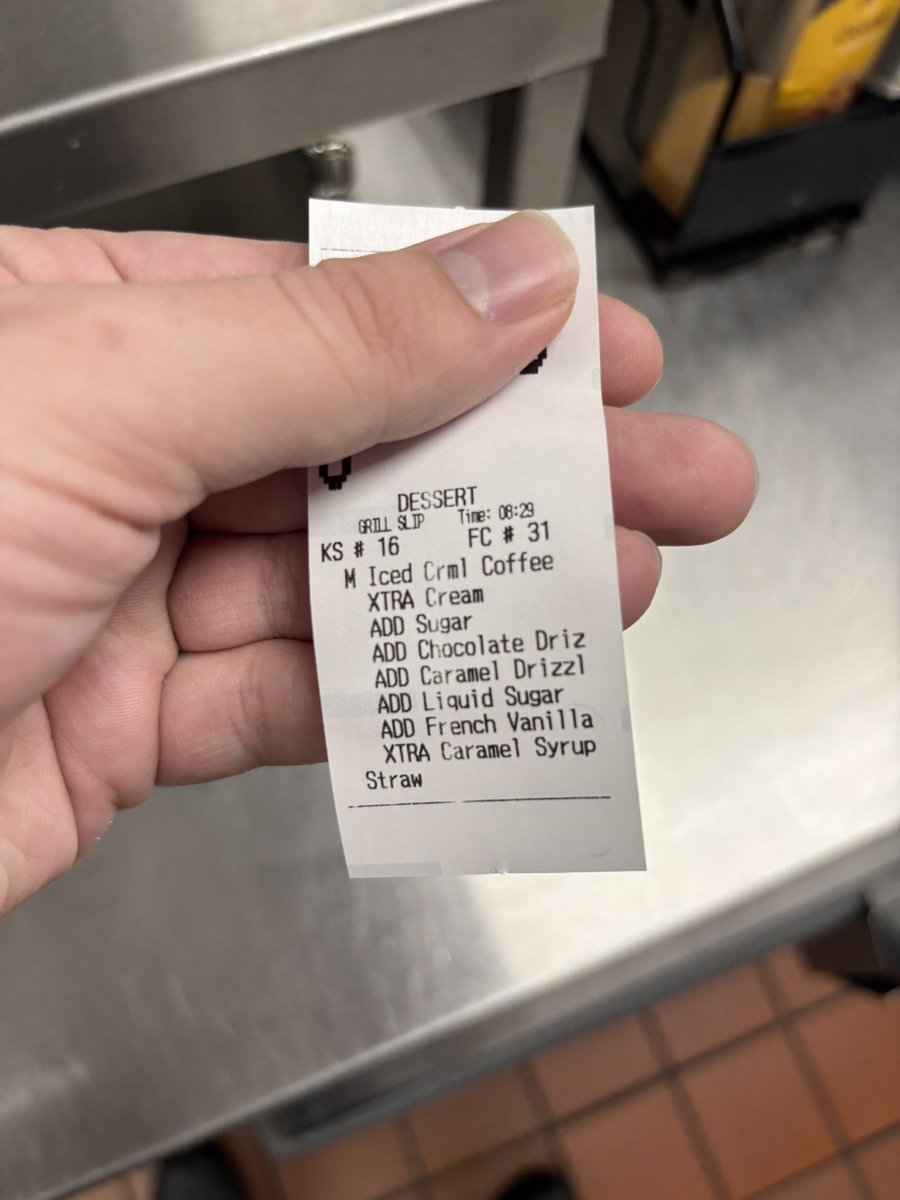 DESSERT
GRILL SLIP Time: 08:29
KS # 16 FC # 31
M Iced Crml Coffee
XTRA Cream
ADD Sugar
ADD Chocolate Driz
ADD Caramel Drizzl
ADD Liquid Sugar
ADD French Vanilla
XTRA Caramel Syrup
Straw